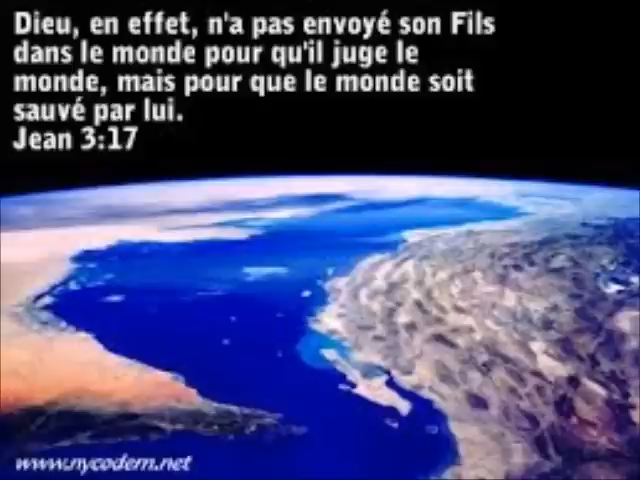 Dieu, en effet, n'a pas envoyé son Fils
dans le monde pour qu'il juge le
monde, mais pour que le monde soit
sauvé par lui.
Jean 3:17
www.nycodem.net